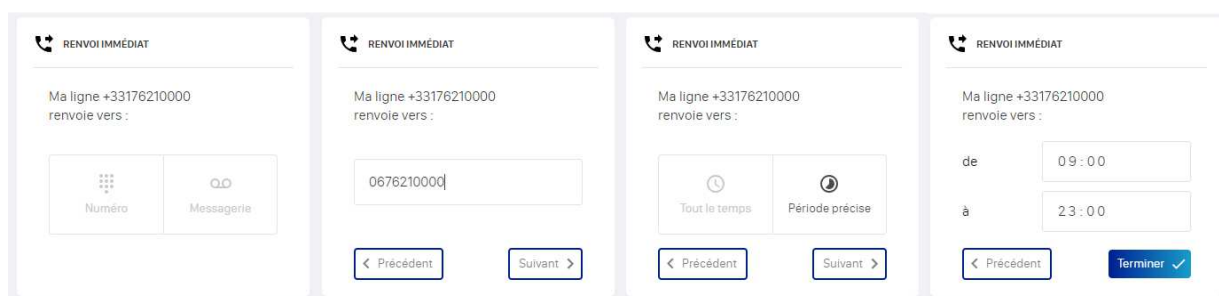 RENVOI IMMÉDIAT
Ma ligne +33176210000
renvoie vers :
Numéro
Messagerie
RENVOI IMMÉDIAT
Ma ligne +33176210000
renvoie vers :
0676210000
Précédent
Suivant
RENVOI IMMÉDIAT
Ma ligne +33176210000
renvoie vers :
Tout le temps
Période précise
Précédent
Suivant
RENVOI IMMÉDIAT
Ma ligne +33176210000
renvoie vers :
de 09:00
à 23:00
Précédent
Terminer